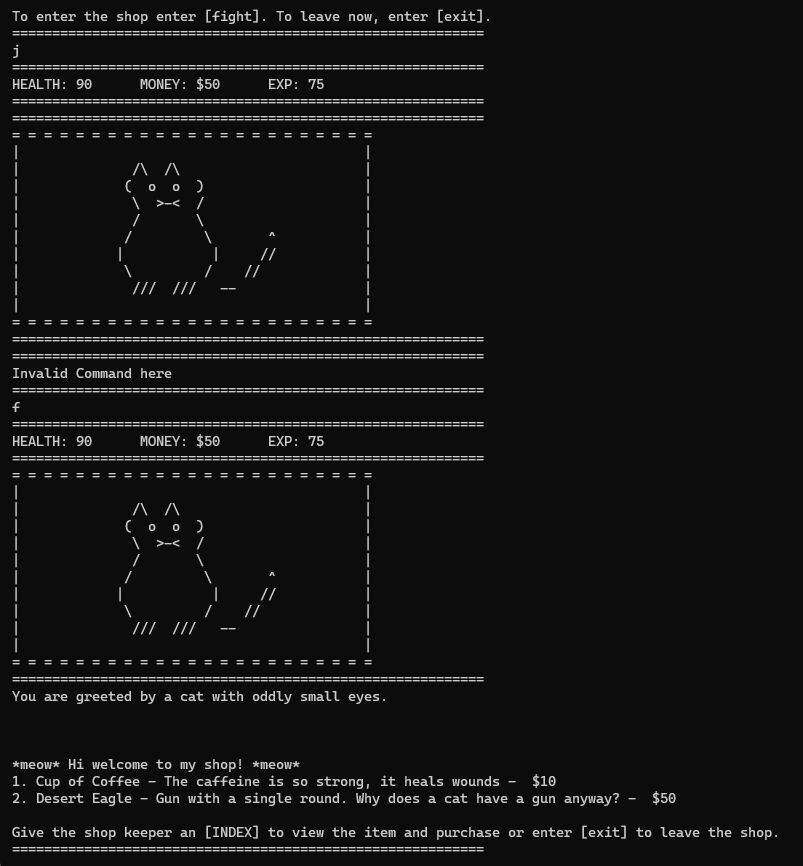 To enter the shop enter [fight]. To leave now, enter [exit].
===========================================================
j
===========================================================
HEALTH: 90      MONEY: $50      EXP: 75
===========================================================
===========================================================
= = = = = = = = = = = = = = = = = = = = = = =
|                                           |
|              /\  /\                       |
|             (  o  o  )                    |
|              \  >-<  /                    |
|              /       \                    |
|             /         \       ^           |
|            |           |     //           |
|             \         /    //             |
|              ///  ///   --                |
|                                           |
= = = = = = = = = = = = = = = = = = = = = = =
===========================================================
===========================================================
Invalid Command here
===========================================================
f
===========================================================
HEALTH: 90      MONEY: $50      EXP: 75
===========================================================
= = = = = = = = = = = = = = = = = = = = = = =
|                                           |
|              /\  /\                       |
|             (  o  o  )                    |
|              \  >-<  /                    |
|              /       \                    |
|             /         \       ^           |
|            |           |     //           |
|             \         /    //             |
|              ///  ///   --                |
|                                           |
= = = = = = = = = = = = = = = = = = = = = = =
===========================================================
You are greeted by a cat with oddly small eyes.
*meow* Hi welcome to my shop! *meow*
1. Cup of Coffee - The caffeine is so strong, it heals wounds -  $10
2. Desert Eagle - Gun with a single round. Why does a cat have a gun anyway? -  $50
Give the shop keeper an [INDEX] to view the item and purchase or enter [exit] to leave the shop.
===========================================================